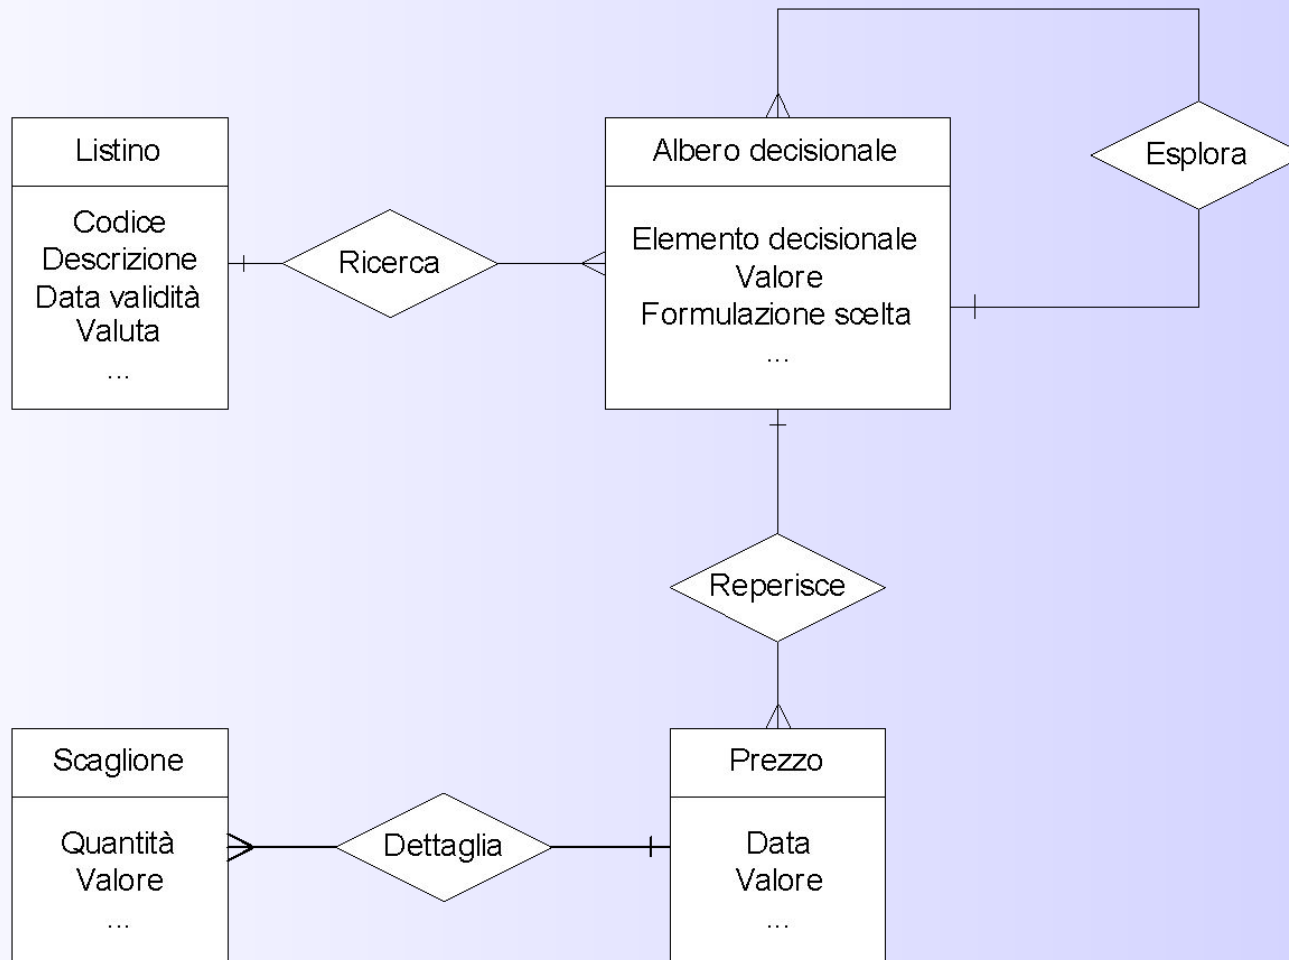 Listino
Codice
Descrizione
Data validità
Valuta
...
Ricerca
Albero decisionale
Elemento decisionale
Valore
Formulazione scelta
...
Esplora
Reperisce
Scaglione
Quantità
Valore
...
Dettaglia
Prezzo
Data
Valore
...